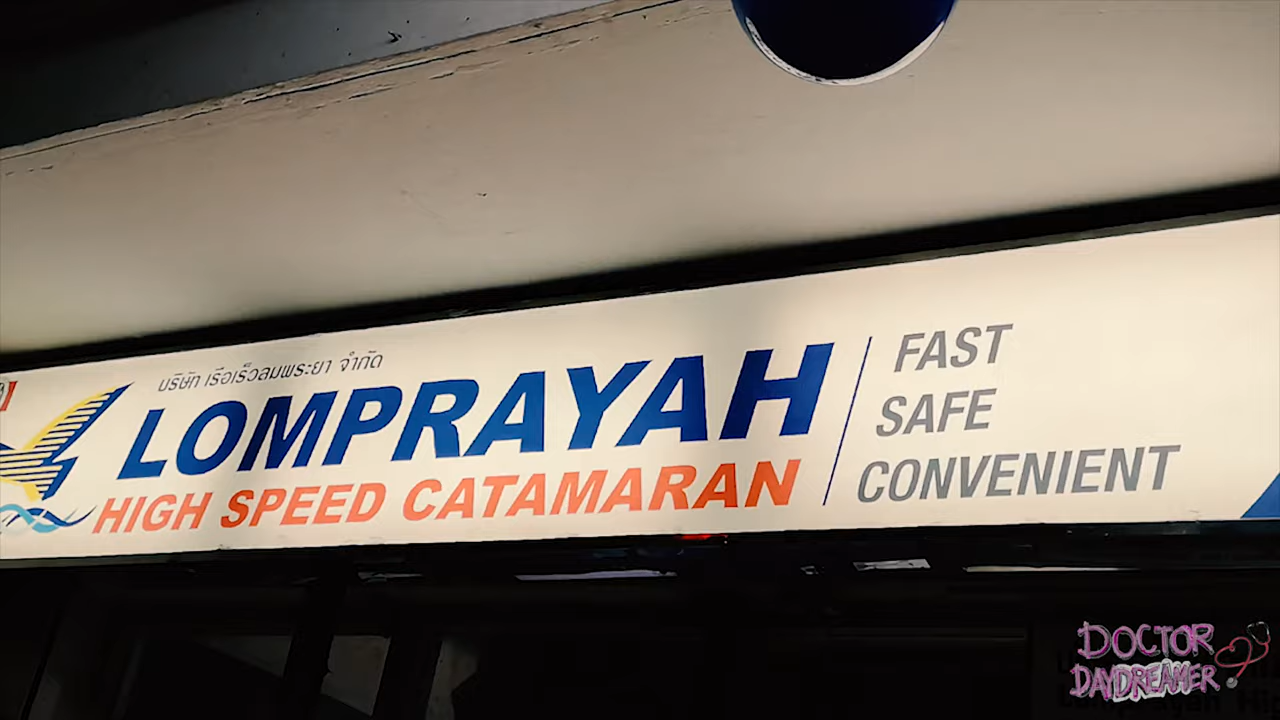 บริษัท เรือเร็วลมพระยา จำกัด
LOMPRAYAH
HIGH SPEED CATAMARAN
FAST
SAFE
CONVENIENT
DOCTOR
DAYDREAMER